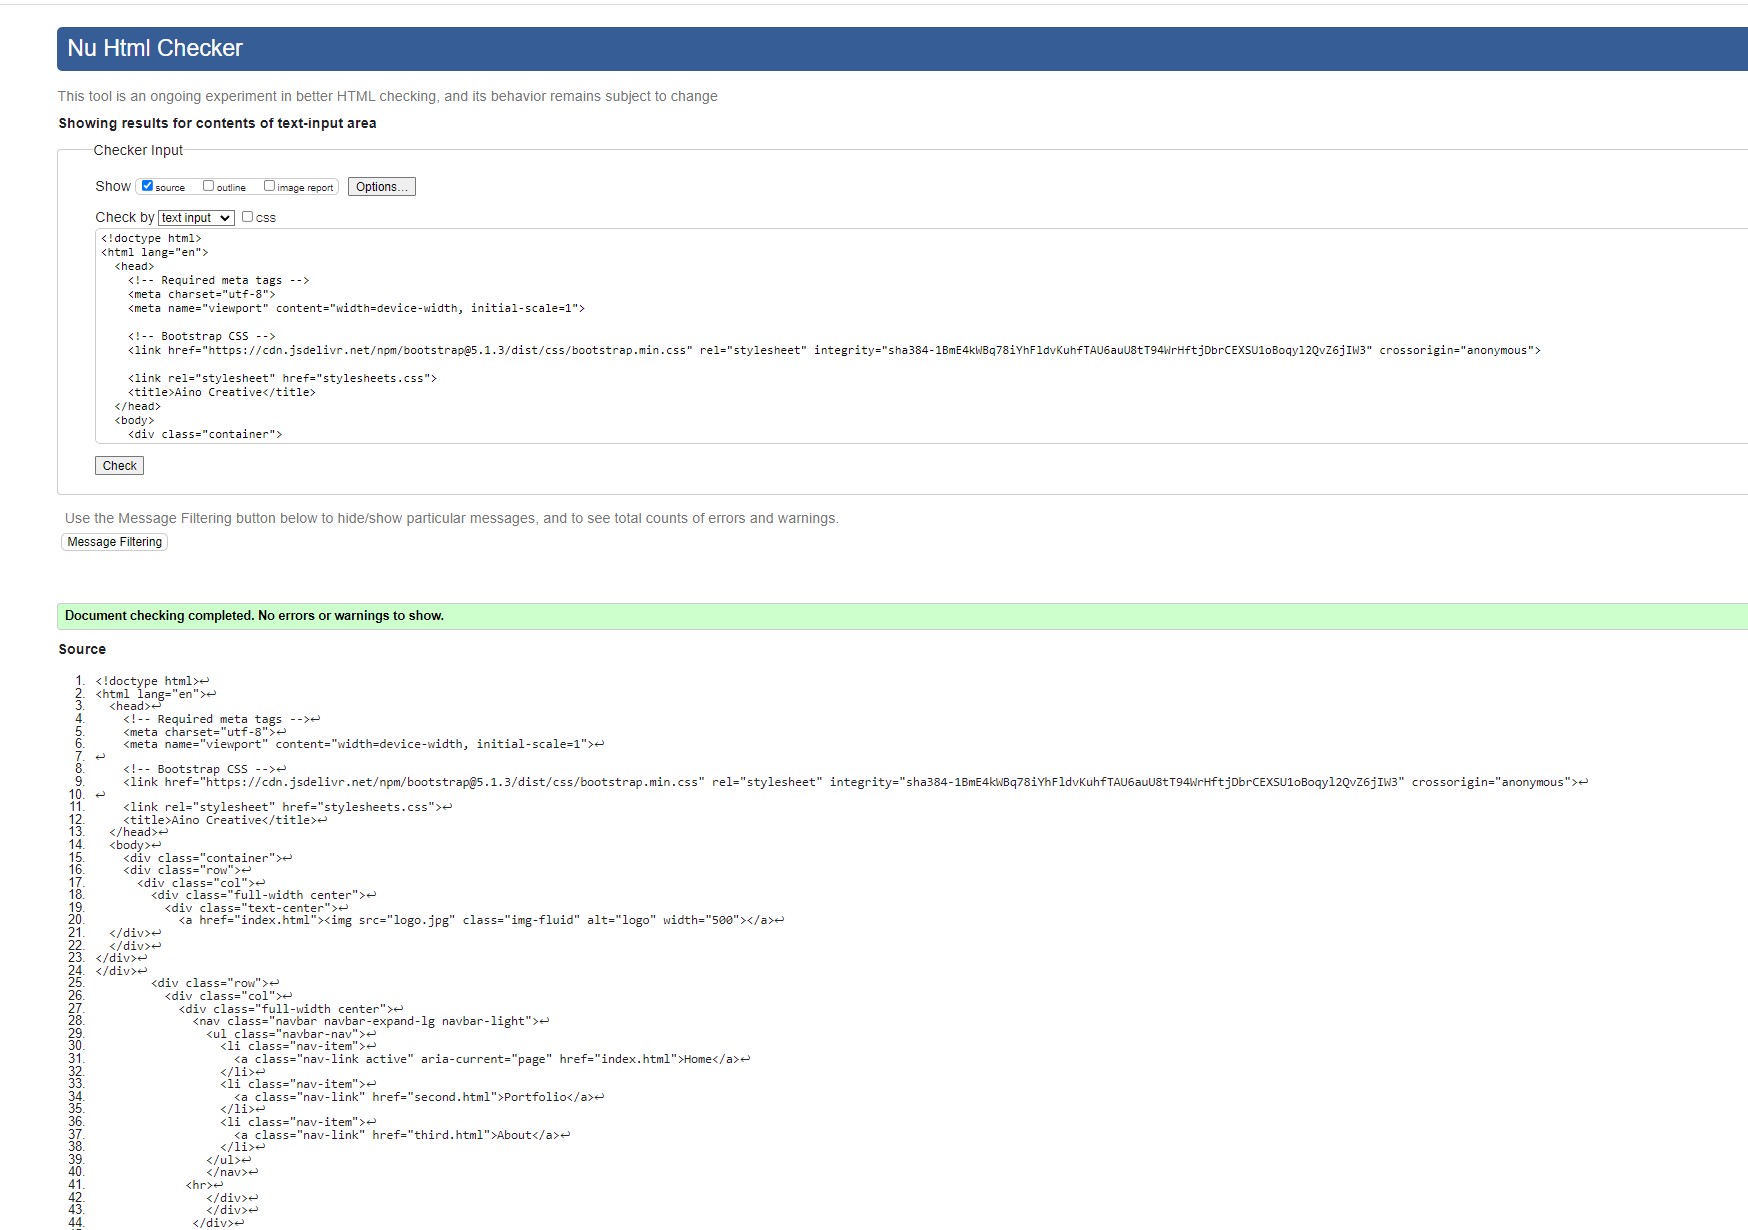 Nu Html Checker
This tool is an ongoing experiment in better HTML checking, and its behavior remains subject to change
Showing results for contents of text-input area
Checker Input
Show source outline image report Options...
Check by text input css
<!doctype html>
<html lang="en">
  <head>
    <!-- Required meta tags -->
    <meta charset="utf-8">
    <meta name="viewport" content="width=device-width, initial-scale=1">

    <!-- Bootstrap CSS -->
    <link href="https://cdn.jsdelivr.net/npm/bootstrap@5.1.3/dist/css/bootstrap.min.css" rel="stylesheet" integrity="sha384-1BmE4kWBq78iYhFldvKuhfTAU6auU8tT94WrHftjDbrCEXSU1oBoqyl2QvZ6jIW3" crossorigin="anonymous">

    <link rel="stylesheet" href="stylesheets.css">
    <title>Aino Creative</title>
  </head>
  <body>
    <div class="container">
Check
Use the Message Filtering button below to hide/show particular messages, and to see total counts of errors and warnings.
Message Filtering
Document checking completed. No errors or warnings to show.
Source
1. <!doctype html>↩
2. <html lang="en">↩
3.   <head>↩
4.     <!-- Required meta tags -->↩
5.     <meta charset="utf-8">↩
6.     <meta name="viewport" content="width=device-width, initial-scale=1">↩
7. ↩
8.     <!-- Bootstrap CSS -->↩
9.     <link href="https://cdn.jsdelivr.net/npm/bootstrap@5.1.3/dist/css/bootstrap.min.css" rel="stylesheet" integrity="sha384-1BmE4kWBq78iYhFldvKuhfTAU6auU8tT94WrHftjDbrCEXSU1oBoqyl2QvZ6jIW3" crossorigin="anonymous">↩
10. ↩
11.     <link rel="stylesheet" href="stylesheets.css">↩
12.     <title>Aino Creative</title>↩
13.   </head>↩
14.   <body>↩
15.     <div class="container">↩
16.     <div class="row">↩
17.       <div class="col">↩
18.         <div class="full-width center">↩
19.           <div class="text-center">↩
20.             <a href="index.html"><img src="logo.jpg" class="img-fluid" alt="logo" width="500"></a>↩
21.   </div>↩
22.   </div>↩
23. </div>↩
24. </div>↩
25.         <div class="row">↩
26.           <div class="col">↩
27.             <div class="full-width center">↩
28.               <nav class="navbar navbar-expand-lg navbar-light">↩
29.                 <ul class="navbar-nav">↩
30.                   <li class="nav-item">↩
31.                     <a class="nav-link active" aria-current="page" href="index.html">Home</a>↩
32.                   </li>↩
33.                   <li class="nav-item">↩
34.                     <a class="nav-link" href="second.html">Portfolio</a>↩
35.                   </li>↩
36.                   <li class="nav-item">↩
37.                     <a class="nav-link" href="third.html">About</a>↩
38.                   </li>↩
39.                 </ul>↩
40.                 </nav>↩
41.              <hr>↩
42.                 </div>↩
43.                 </div>↩
44.               </div>↩